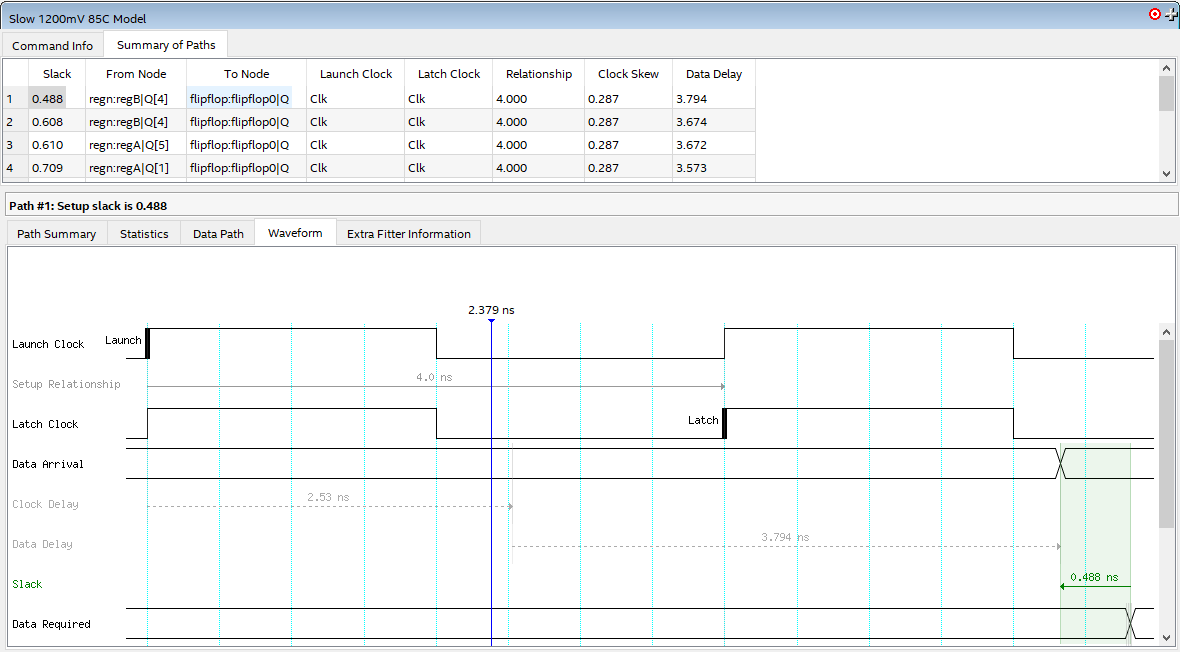 Slow 1200mV 85C Model
Command Info Summary of Paths
Slack From Node To Node Launch Clock Latch Clock Relationship Clock Skew Data Delay
1 0.488 regn:regB|Q[4] flipflop:flipflop0|Q Clk Clk 4.000 0.287 3.794
2 0.608 regn:regB|Q[4] flipflop:flipflop0|Q Clk Clk 4.000 0.287 3.674
3 0.610 regn:regA|Q[5] flipflop:flipflop0|Q Clk Clk 4.000 0.287 3.672
4 0.709 regn:regA|Q[1] flipflop:flipflop0|Q Clk Clk 4.000 0.287 3.573
Path #1: Setup slack is 0.488
Path Summary Statistics Data Path Waveform Extra Fitter Information
2.379 ns
Launch Clock Launch
Setup Relationship 4.0 ns
Latch Clock Latch
Data Arrival
Clock Delay 2.53 ns
Data Delay 3.794 ns
Slack 0.488 ns
Data Required